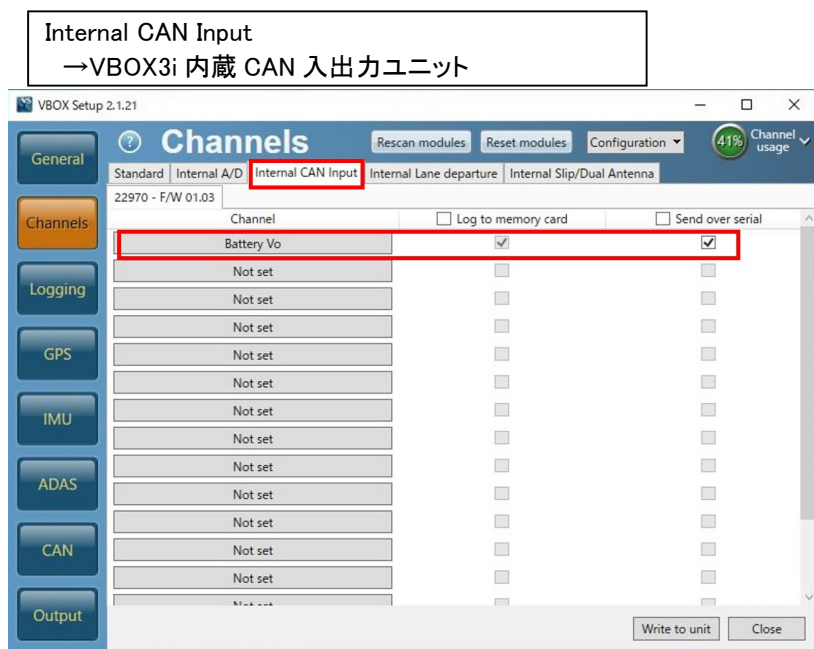 Internal CAN Input
→VBOX3i 内蔵 CAN 入出力ユニット
VBOX Setup 2.1.21
Channels
Rescan modules Reset modules Configuration
41% Channel usage
Standard Internal A/D Internal CAN Input Internal Lane departure Internal Slip/Dual Antenna
22970 - F/W 01.03
Channel Log to memory card Send over serial
Battery Vo
Not set
Not set
Not set
Not set
Not set
Not set
Not set
Not set
Not set
Not set
Not set
Not set
Not set
General
Channels
Logging
GPS
IMU
ADAS
CAN
Output
Write to unit Close